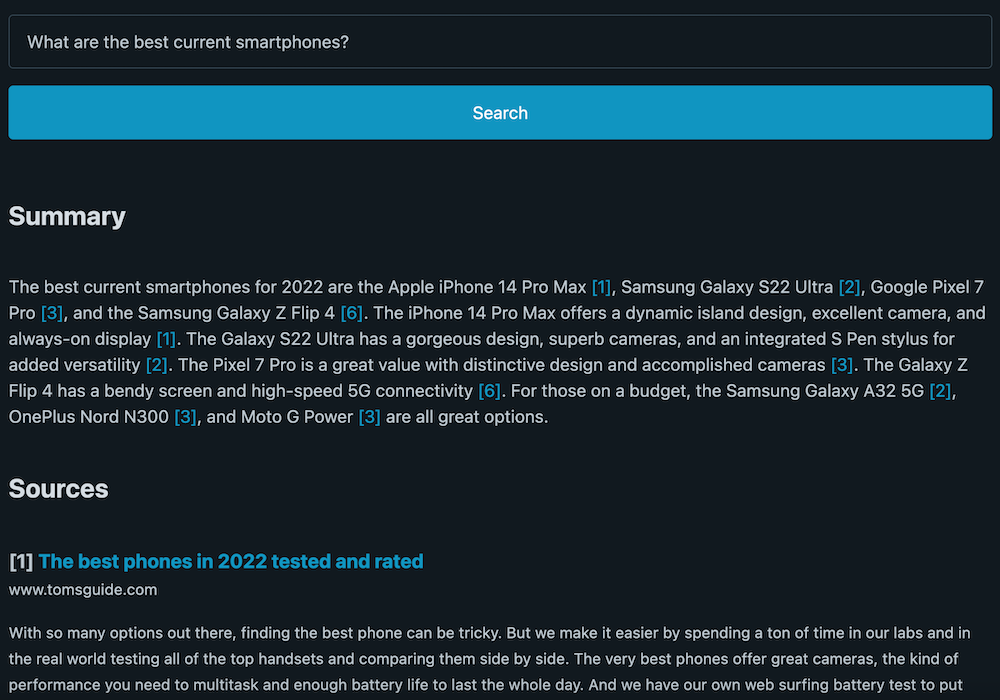 What are the best current smartphones?
Search
Summary
The best current smartphones for 2022 are the Apple iPhone 14 Pro Max [1], Samsung Galaxy S22 Ultra [2], Google Pixel 7
Pro [3], and the Samsung Galaxy Z Flip 4 [6]. The iPhone 14 Pro Max offers a dynamic island design, excellent camera, and
always-on display [1]. The Galaxy S22 Ultra has a gorgeous design, superb cameras, and an integrated S Pen stylus for
added versatility [2]. The Pixel 7 Pro is a great value with distinctive design and accomplished cameras [3]. The Galaxy Z
Flip 4 has a bendy screen and high-speed 5G connectivity [6]. For those on a budget, the Samsung Galaxy A32 5G [2],
OnePlus Nord N300 [3], and Moto G Power [3] are all great options.
Sources
[1] The best phones in 2022 tested and rated
www.tomsguide.com
With so many options out there, finding the best phone can be tricky. But we make it easier by spending a ton of time in our labs and in
the real world testing all of the top handsets and comparing them side by side. The very best phones offer great cameras, the kind of
performance you need to multitask and enough battery life to last the whole day. And we have our own web surfing battery test to put